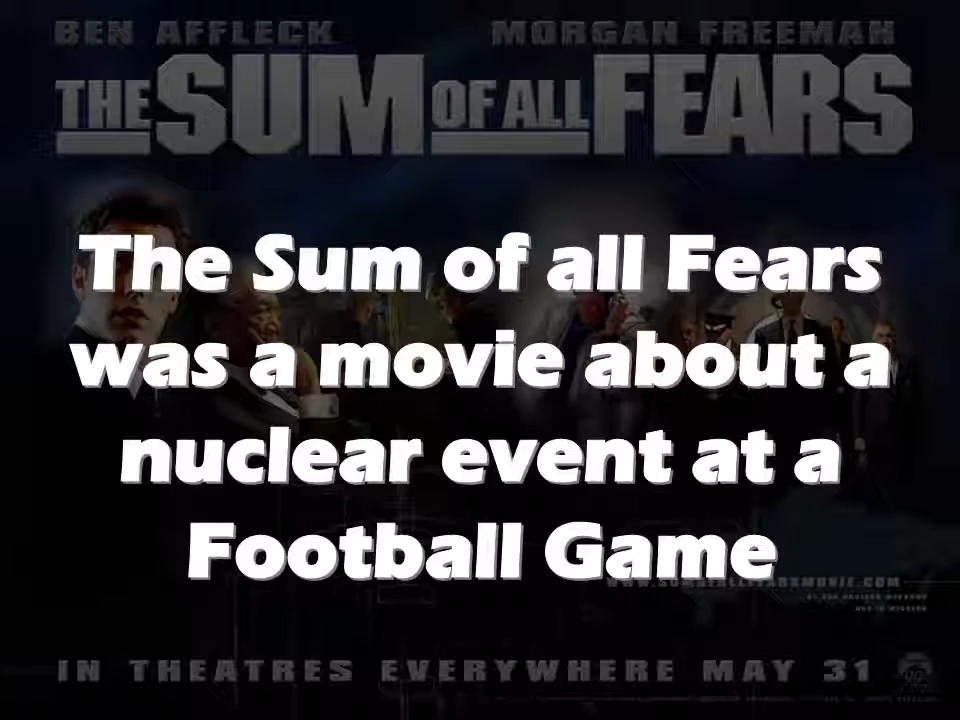 BEN AFFLECK MORGAN FREEMAN
THE SUM OF ALL FEARS
The Sum of all Fears
was a movie about a
nuclear event at a
Football Game
IN THEATRES EVERYWHERE MAY 31